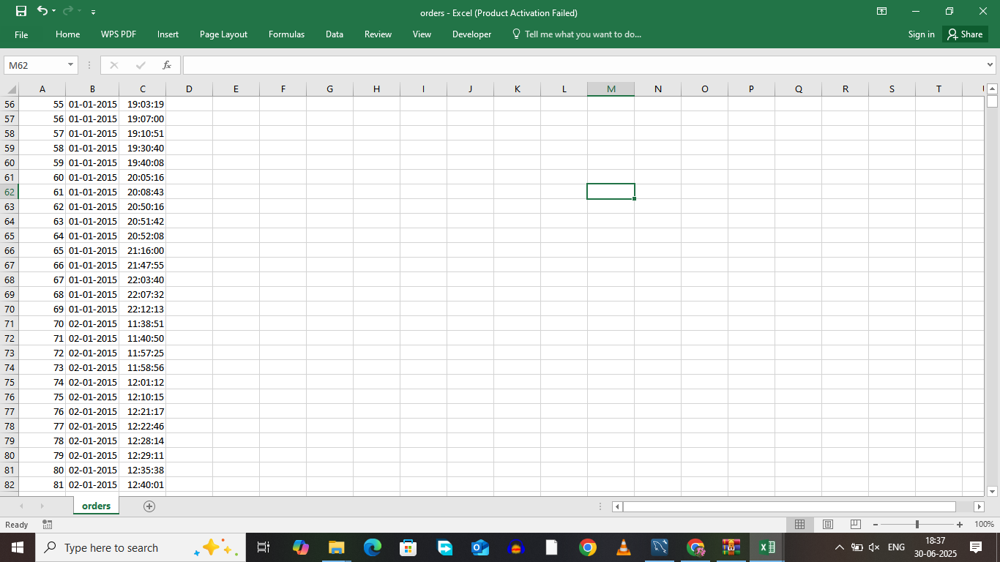 orders - Excel (Product Activation Failed)
File Home WPS PDF Insert Page Layout Formulas Data Review View Developer Tell me what you want to do... Sign in Share
M62 fx
A B C D E F G H I J K L M N O P Q R S T
56 55 01-01-2015 19:03:19
57 56 01-01-2015 19:07:00
58 57 01-01-2015 19:10:51
59 58 01-01-2015 19:30:40
60 59 01-01-2015 19:40:08
61 60 01-01-2015 20:05:16
62 61 01-01-2015 20:08:43
63 62 01-01-2015 20:50:16
64 63 01-01-2015 20:51:42
65 64 01-01-2015 20:52:08
66 65 01-01-2015 21:16:00
67 66 01-01-2015 21:47:55
68 67 01-01-2015 22:03:40
69 68 01-01-2015 22:07:32
70 69 01-01-2015 22:12:13
71 70 02-01-2015 11:38:51
72 71 02-01-2015 11:40:50
73 72 02-01-2015 11:57:25
74 73 02-01-2015 11:58:56
75 74 02-01-2015 12:01:12
76 75 02-01-2015 12:10:15
77 76 02-01-2015 12:21:17
78 77 02-01-2015 12:22:46
79 78 02-01-2015 12:28:14
80 79 02-01-2015 12:29:11
81 80 02-01-2015 12:35:38
82 81 02-01-2015 12:40:01
orders
Ready 100%
Type here to search ENG 18:37
30-06-2025